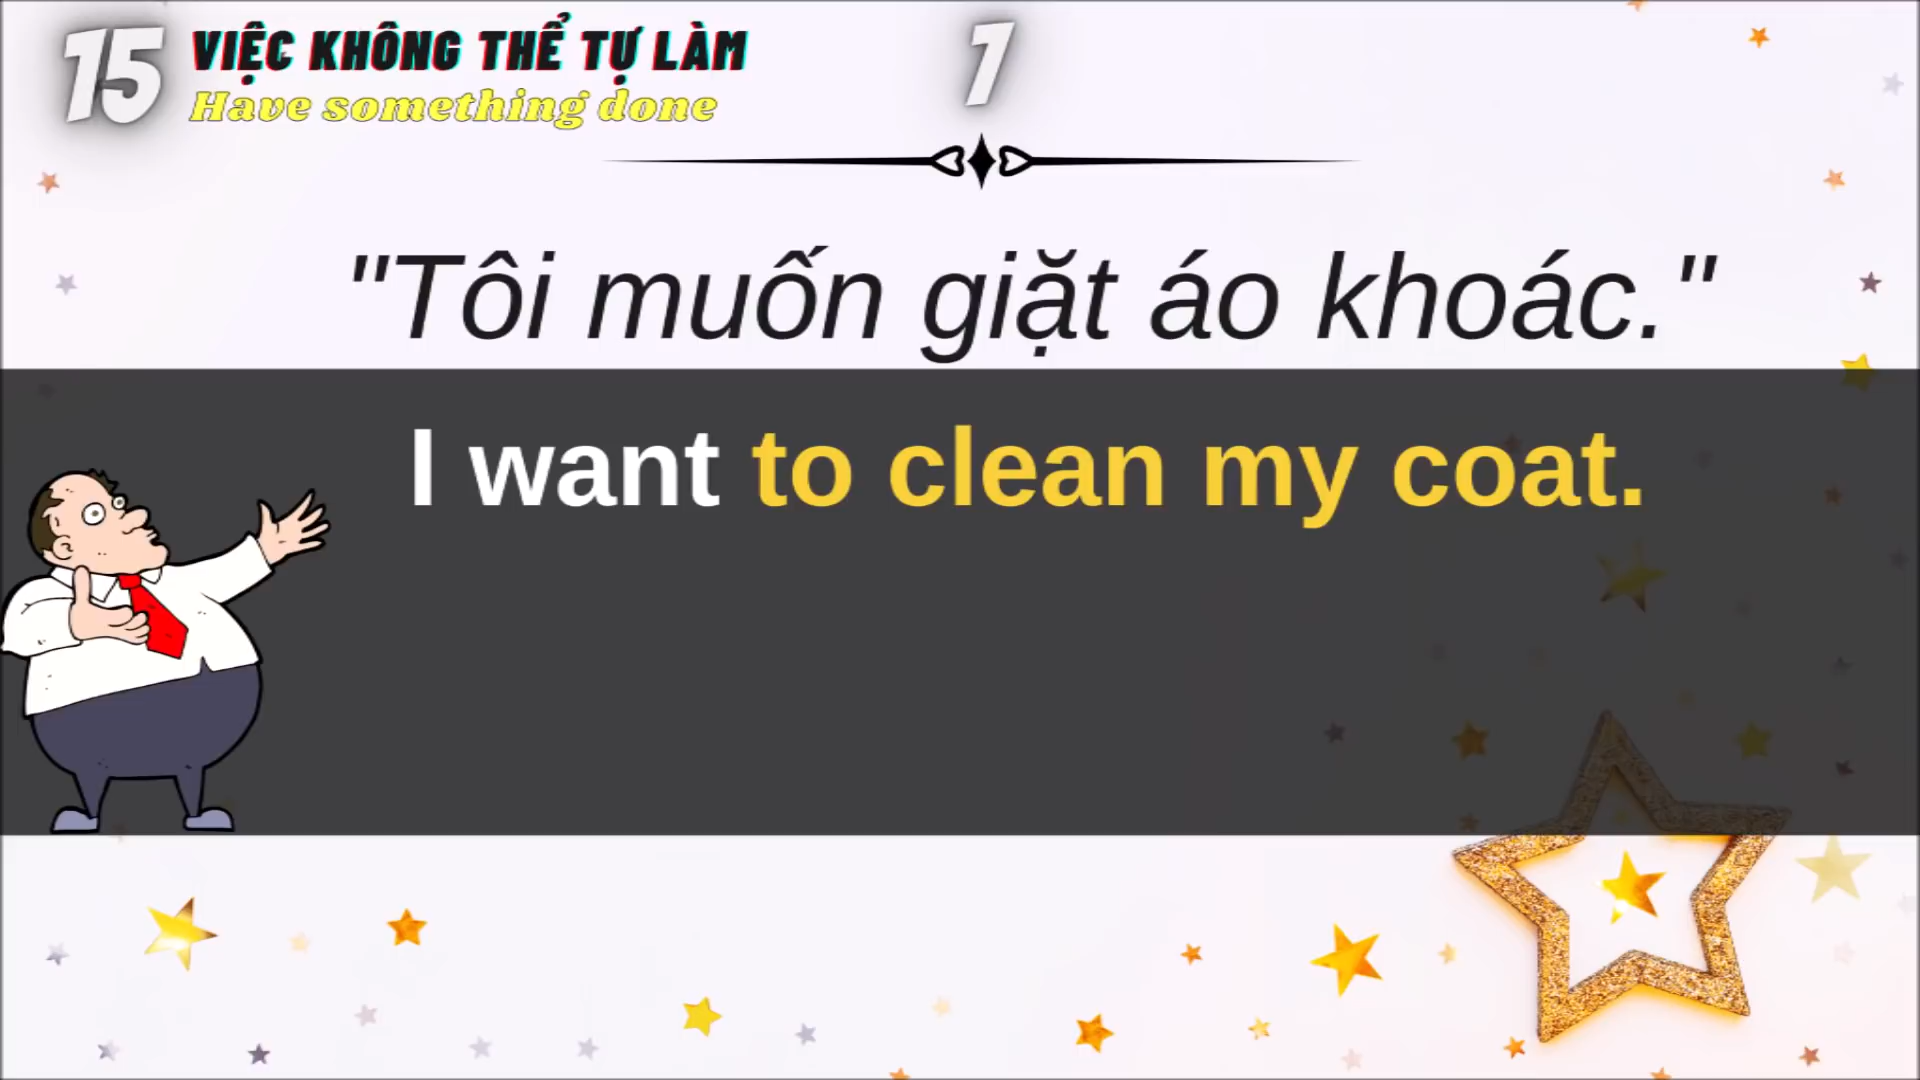 15 VIỆC KHÔNG THỂ TỰ LÀM
Have something done
7
"Tôi muốn giặt áo khoác."
I want to clean my coat.